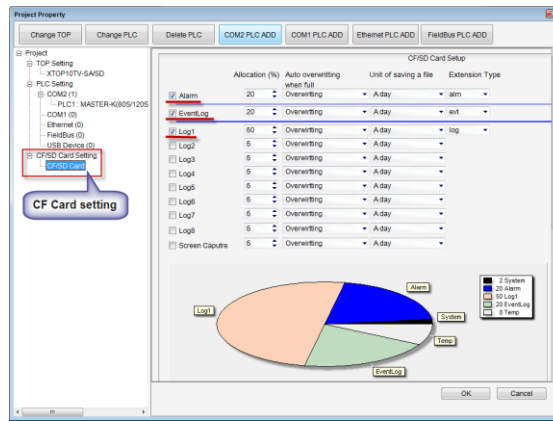 Project Property
Change TOP Change PLC Delete PLC COM2 PLC ADD COM1 PLC ADD Ethernet PLC ADD FieldBus PLC ADD
Project
TOP Setting
XTOP10TV-SA/SD
PLC Setting
COM2 (1)
PLC1 : MASTER-K(80S/120S
COM1 (0)
Ethernet (0)
FieldBus (0)
USB Device (0)
CF/SD Card Setting
CF/SD Card
CF Card setting
CF/SD Card Setup
Allocation (%) Auto overwritting when full Unit of saving a file Extension Type
Alarm 20 Overwritting A day alm
EventLog 20 Overwritting A day evt
Log1 50 Overwritting A day log
Log2 5 Overwritting A day
Log3 5 Overwritting A day
Log4 5 Overwritting A day
Log5 5 Overwritting A day
Log6 5 Overwritting A day
Log7 5 Overwritting A day
Log8 5 Overwritting A day
Screen Caputre 5 Overwritting A day
Alarm
Log1
System
Temp
EventLog
2 System
20 Alarm
50 Log1
20 EventLog
8 Temp
OK Cancel